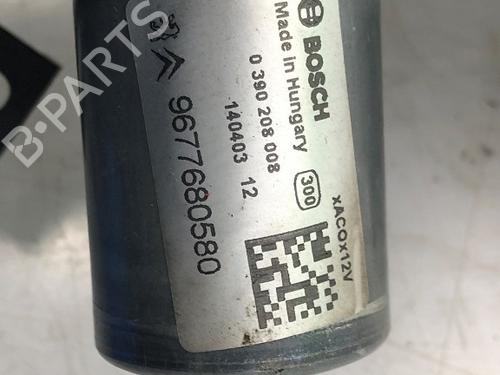 BOSCH
Made in Hungary
0 390 208 008
140403 12
300
9677680580
xACOx12V
B-PARTS